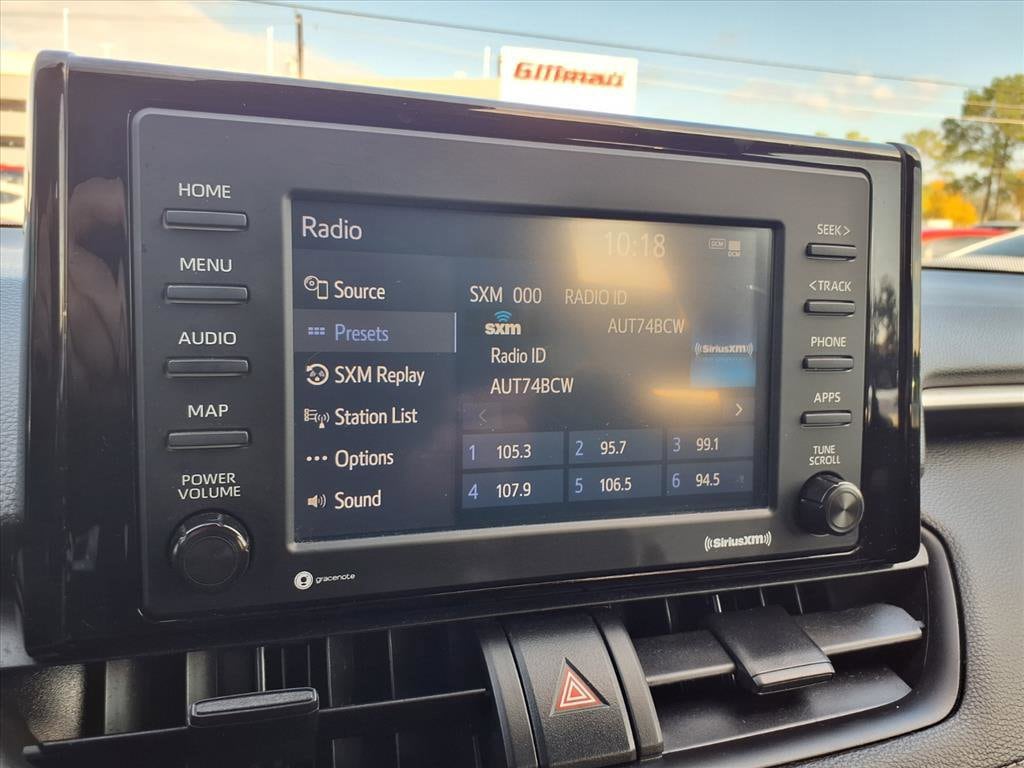 Gillman
HOME
MENU
AUDIO
MAP
POWER
VOLUME
Radio
10:18
DCM
DCM
Source
Presets
SXM Replay
Station List
Options
Sound
SXM 000 RADIO ID
sxm
AUT74BCW
Radio ID
AUT74BCW
((SiriusXM))
< >
1 105.3
2 95.7
3 99.1
4 107.9
5 106.5
6 94.5
SEEK >
< TRACK
PHONE
APPS
TUNE
SCROLL
gracenote
((SiriusXM))